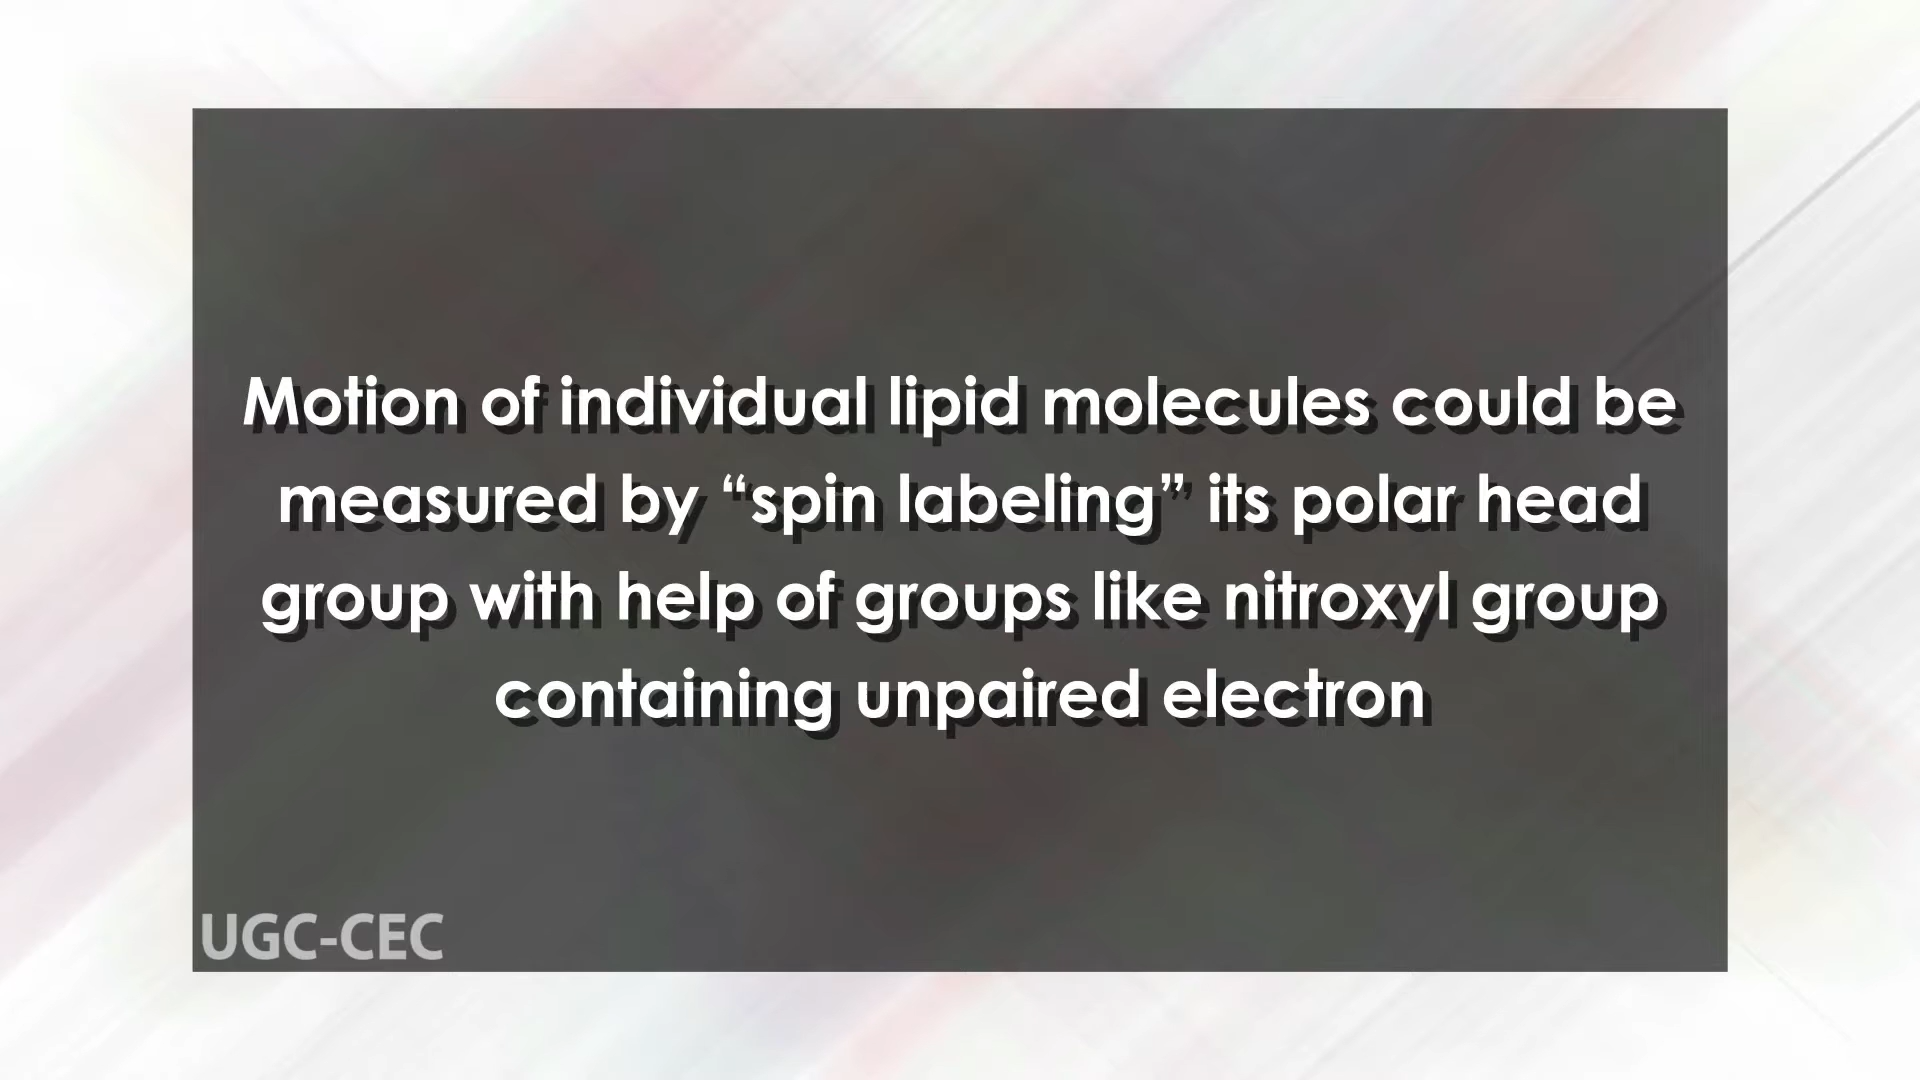 Motion of individual lipid molecules could be
measured by “spin labeling” its polar head
group with help of groups like nitroxyl group
containing unpaired electron
UGC-CEC